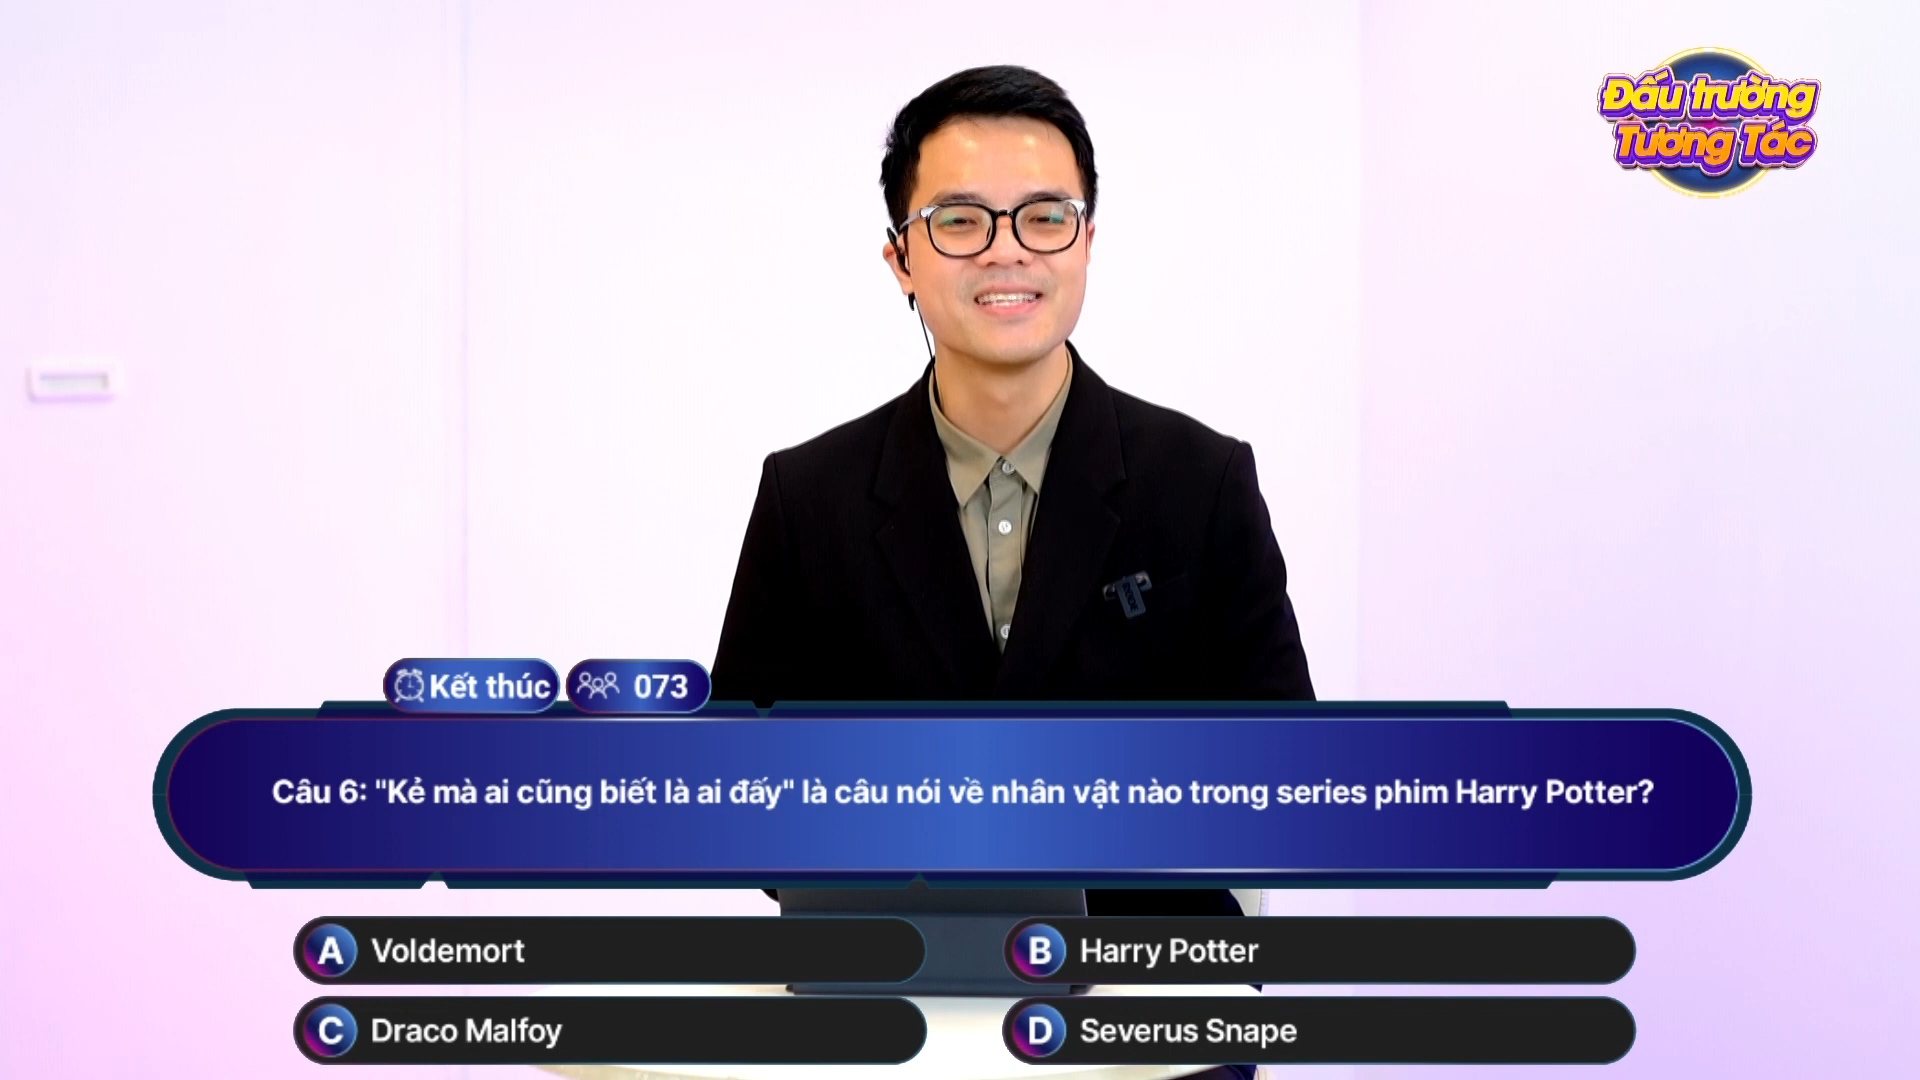 Đấu trường
Tương Tác
Kết thúc
073
Câu 6: "Kẻ mà ai cũng biết là ai đấy" là câu nói về nhân vật nào trong series phim Harry Potter?
A Voldemort
B Harry Potter
C Draco Malfoy
D Severus Snape